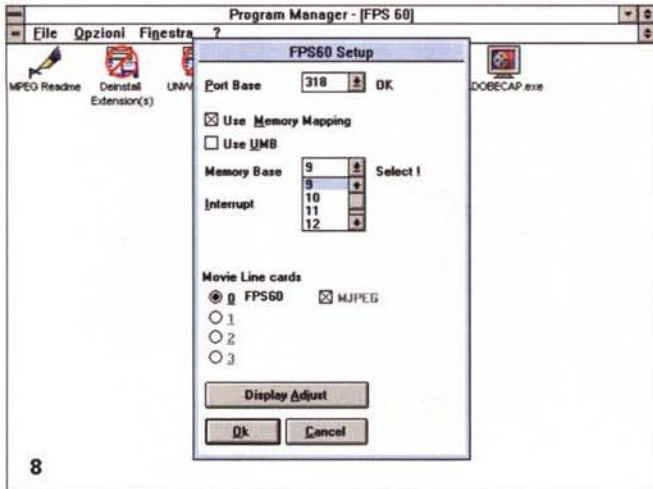 Program Manager - [FPS 60]
File Opzioni Finestra ?
MPEG Readme
Deinstall Extension(s)
DOBECAP.exe
FPS60 Setup
Port Base 318 OK
Use Memory Mapping
Use UMB
Memory Base 9 Select !
9
10
11
12
Interrupt
Movie Line cards
0 FPS60 MJPEG
1
2
3
Display Adjust
Ok Cancel
8